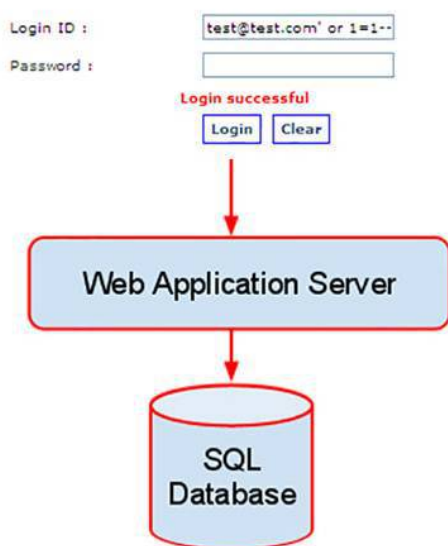 Login ID : test@test.com' or 1=1--
Password :
Login successful
Login Clear
Web Application Server
SQL
Database